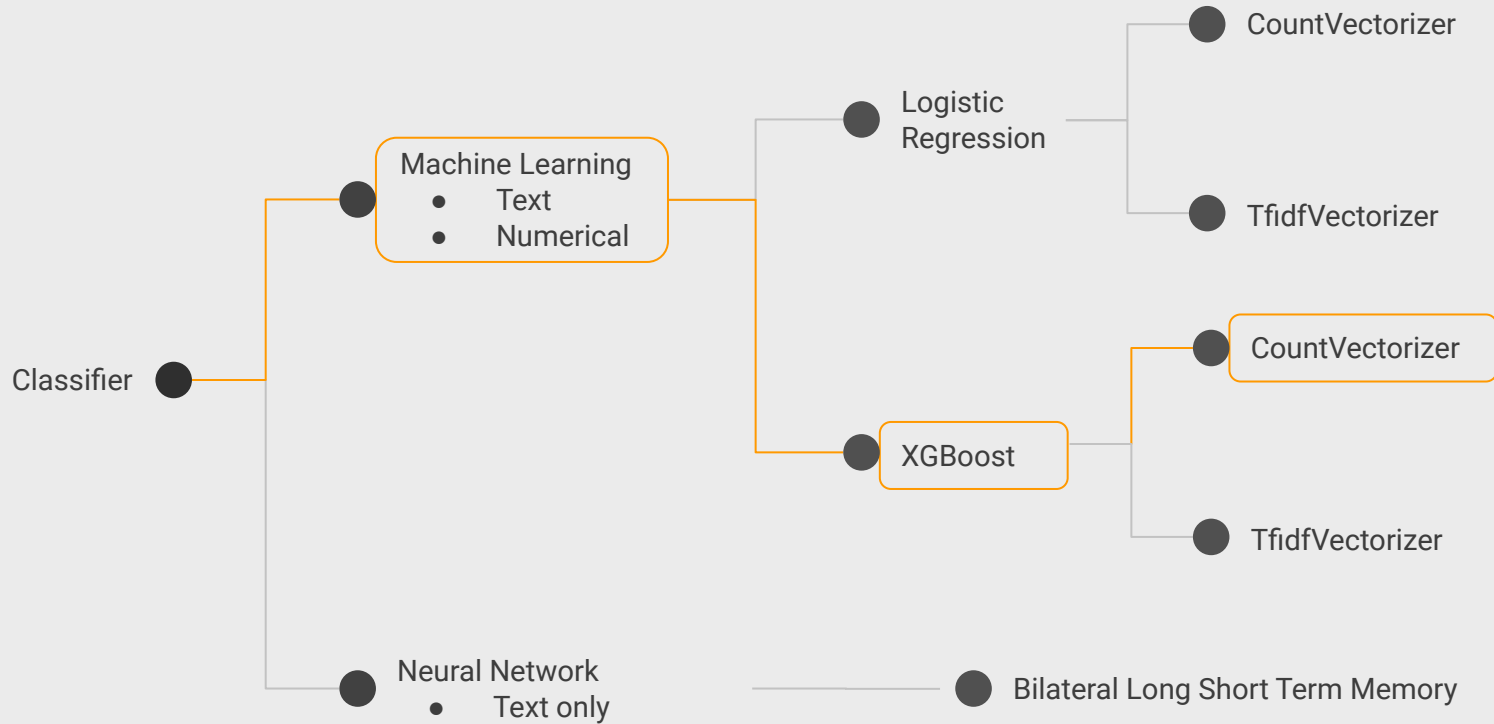 CountVectorizer
Logistic
Regression
TfidfVectorizer
Machine Learning
● Text
● Numerical
CountVectorizer
Classifier
XGBoost
TfidfVectorizer
Neural Network
● Text only
Bilateral Long Short Term Memory